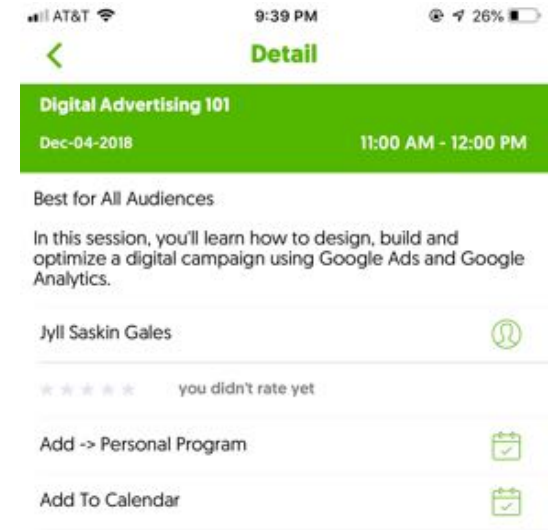 AT&T 9:39 PM 26%
Detail
Digital Advertising 101
Dec-04-2018 11:00 AM - 12:00 PM
Best for All Audiences
In this session, you'll learn how to design, build and
optimize a digital campaign using Google Ads and Google
Analytics.
Jyll Saskin Gales
you didn't rate yet
Add -> Personal Program
Add To Calendar